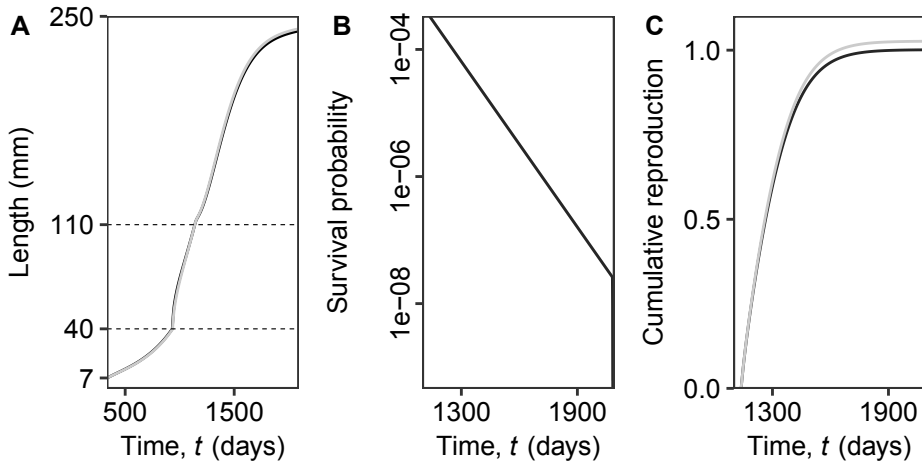 A
Length (mm)
250
110
40
7
500
1500
Time, t (days)
B
Survival probability
1e−04
1e−06
1e−08
1300
1900
Time, t (days)
C
Cumulative reproduction
1.0
0.5
0.0
1300
1900
Time, t (days)